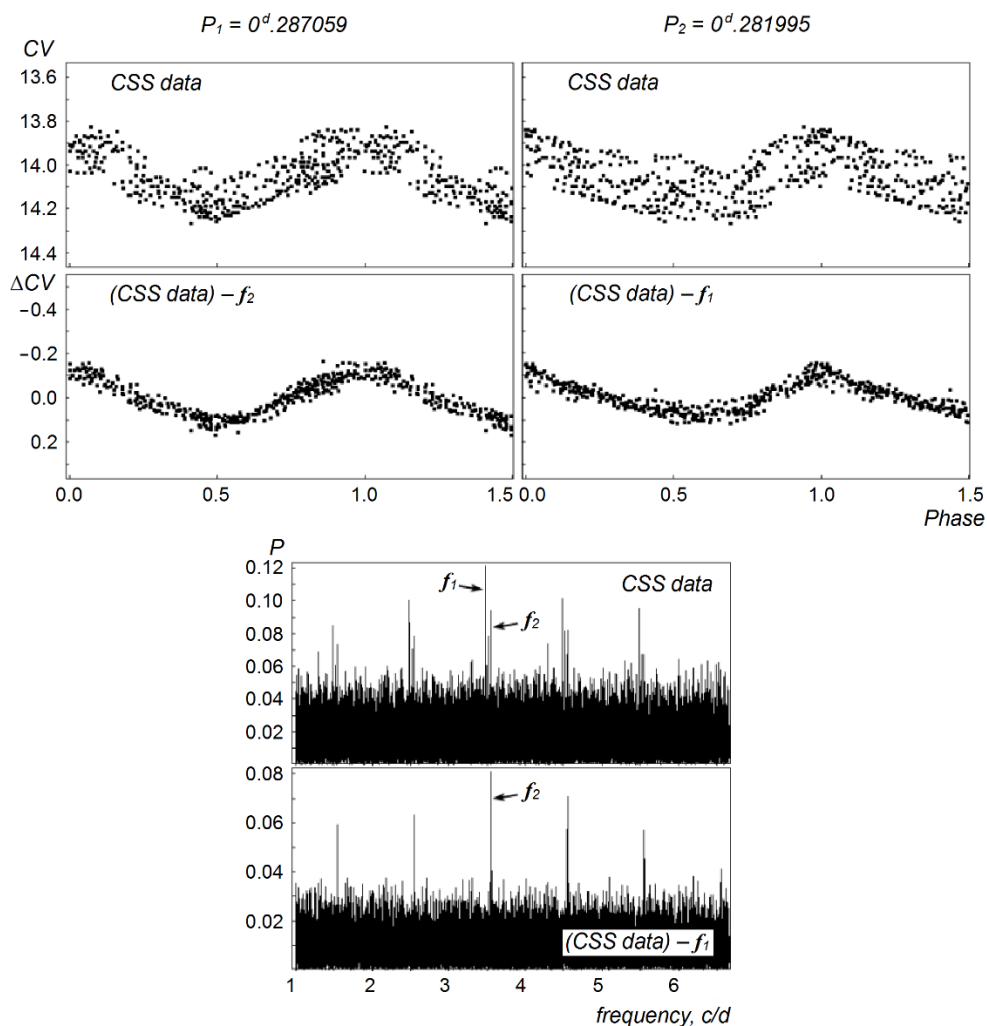 P1 = 0d.287059 P2 = 0d.281995
CV
13.6
13.8
14.0
14.2
14.4
CSS data CSS data
ΔCV
−0.4
−0.2
0.0
0.2
(CSS data) – f2 (CSS data) – f1
0.0 0.5 1.0 1.5 0.0 0.5 1.0 1.5
Phase
P
0.12
0.10
0.08
0.06
0.04
0.02
f1
f2
CSS data
0.08
0.06
0.04
0.02
f2
(CSS data) – f1
1 2 3 4 5 6
frequency, c/d